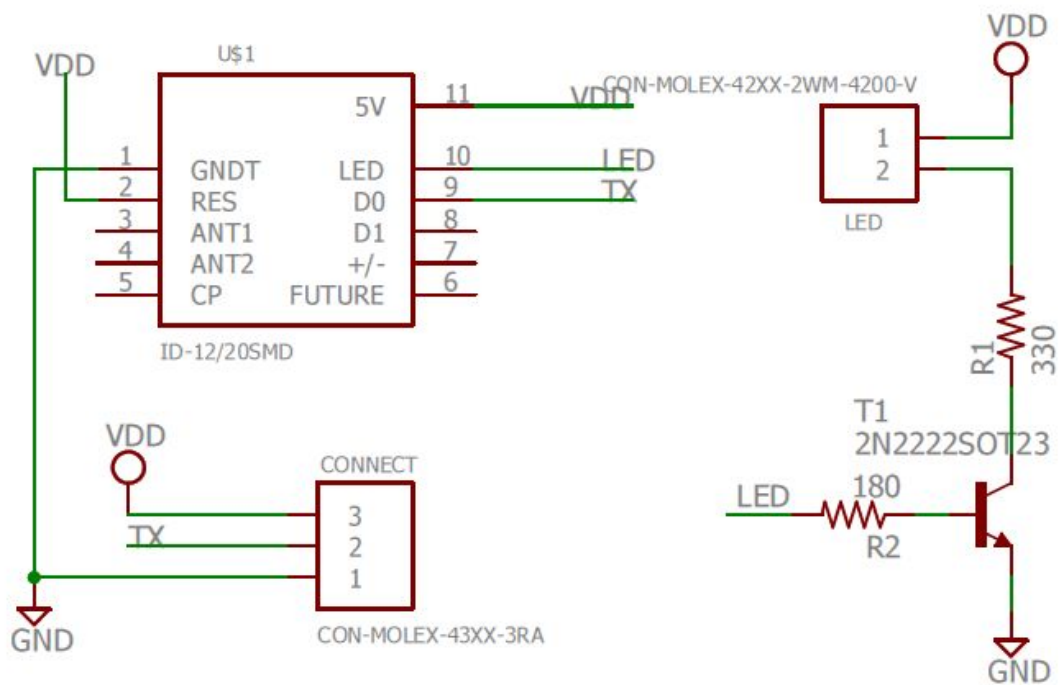 VDD
U$1
5V
11
VDD
1
GNDT
LED
10
LED
2
RES
D0
9
TX
3
ANT1
D1
8
4
ANT2
+/-
7
5
CP
FUTURE
6
ID-12/20SMD
VDD
CON-MOLEX-42XX-2WM-4200-V
1
2
LED
R1
330
T1
2N2222SOT23
LED
180
R2
GND
VDD
CONNECT
3
TX
2
1
GND
CON-MOLEX-43XX-3RA